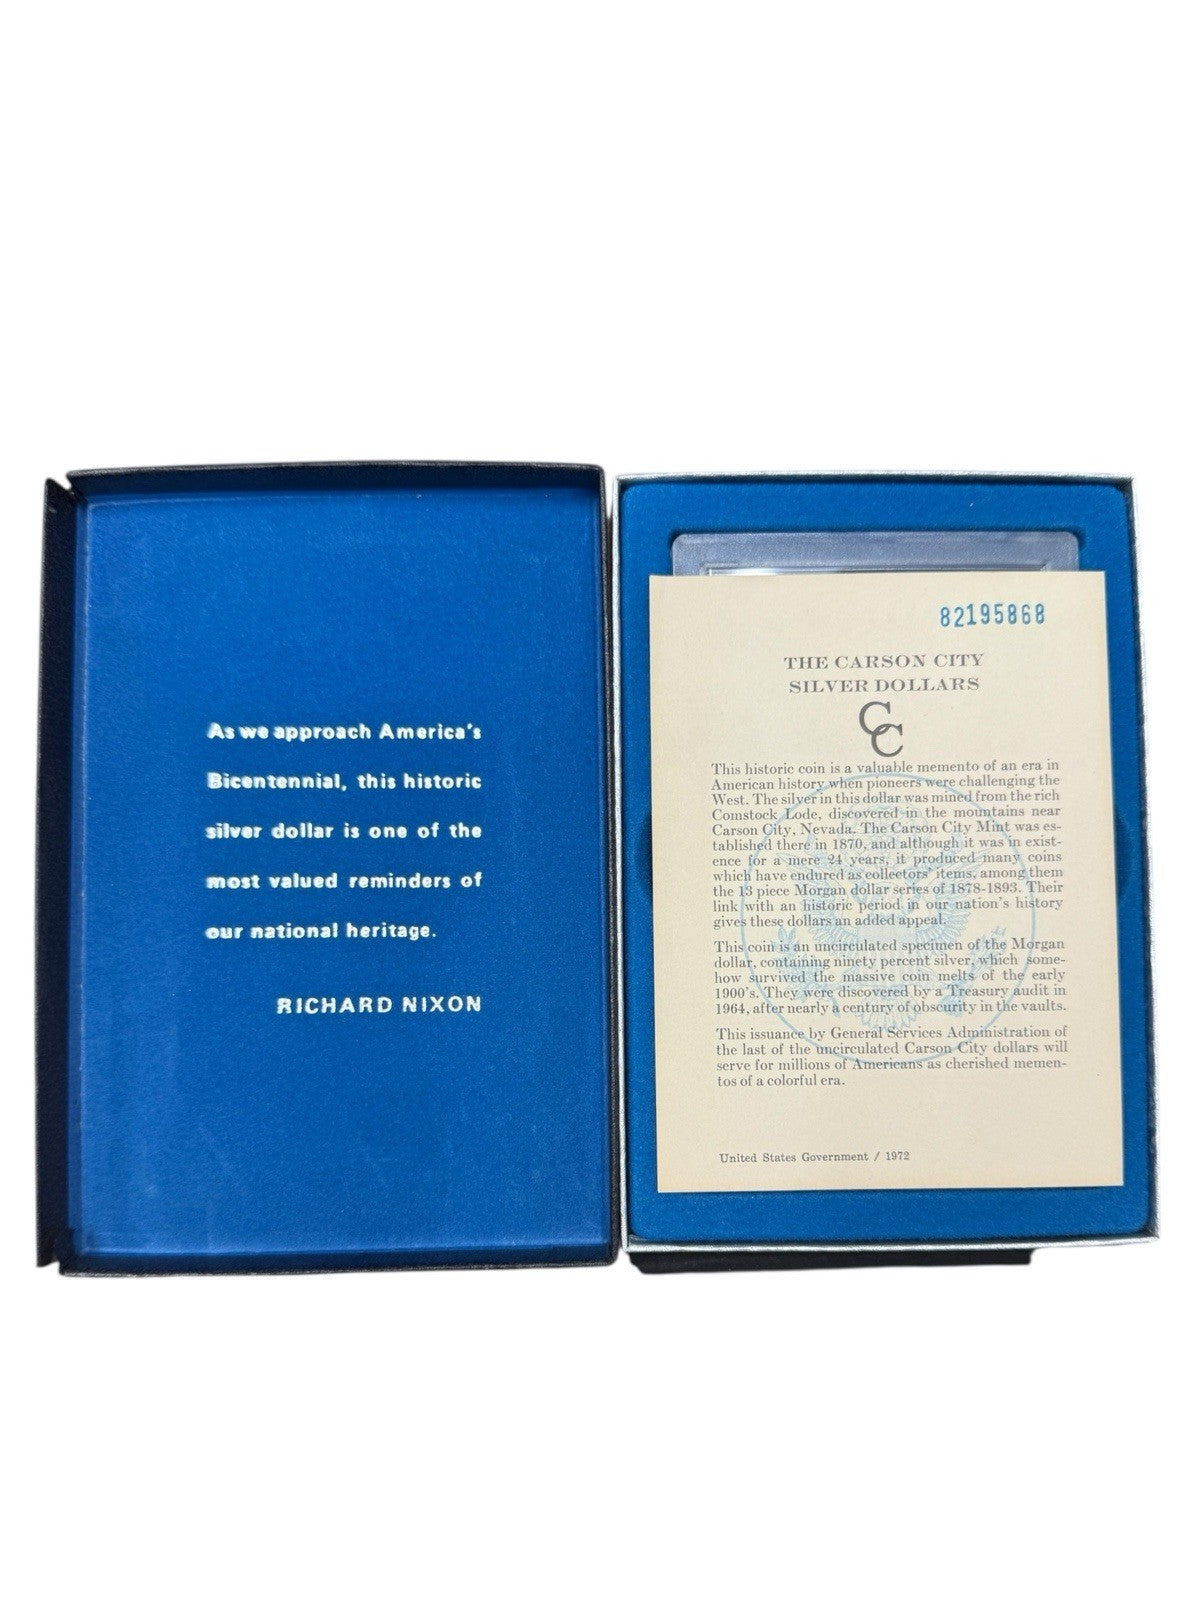 As we approach America's
Bicentennial, this historic
silver dollar is one of the
most valued reminders of
our national heritage.
RICHARD NIXON
82195868
THE CARSON CITY
SILVER DOLLARS
CC
This historic coin is a valuable memento of an era in
American history when pioneers were challenging the
West. The silver in this dollar was mined from the rich
Comstock Lode, discovered in the mountains near
Carson City, Nevada. The Carson City Mint was es-
tablished there in 1870, and although it was in exist-
ence for a mere 24 years, it produced many coins
which have endured as collectors' items, among them
the 13 piece Morgan dollar series of 1878-1893. Their
link with an historic period in our nation's history
gives these dollars an added appeal.
This coin is an uncirculated specimen of the Morgan
dollar, containing ninety percent silver, which some-
how survived the massive coin melts of the early
1900's. They were discovered by a Treasury audit in
1964, after nearly a century of obscurity in the vaults.
This issuance by General Services Administration of
the last of the uncirculated Carson City dollars will
serve for millions of Americans as cherished memen-
tos of a colorful era.
United States Government / 1972